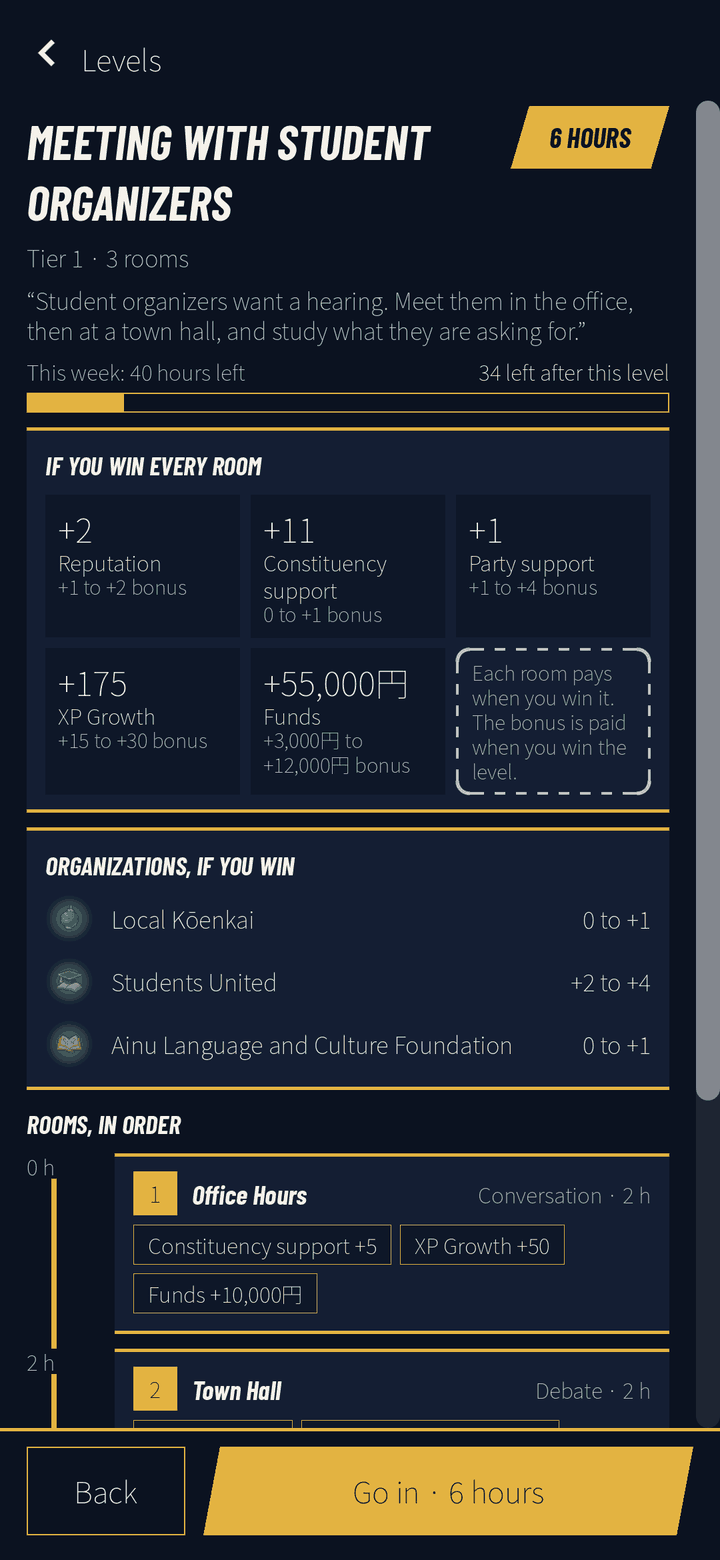 Levels
MEETING WITH STUDENT
ORGANIZERS
6 HOURS
Tier 1 · 3 rooms
“Student organizers want a hearing. Meet them in the office,
then at a town hall, and study what they are asking for.”
This week: 40 hours left
34 left after this level
IF YOU WIN EVERY ROOM
+2
Reputation
+1 to +2 bonus
+11
Constituency
support
0 to +1 bonus
+1
Party support
+1 to +4 bonus
+175
XP Growth
+15 to +30 bonus
+55,000円
Funds
+3,000円 to
+12,000円 bonus
Each room pays
when you win it.
The bonus is paid
when you win the
level.
ORGANIZATIONS, IF YOU WIN
Local Kōenkai 0 to +1
Students United +2 to +4
Ainu Language and Culture Foundation 0 to +1
ROOMS, IN ORDER
0 h
1 Office Hours Conversation · 2 h
Constituency support +5 XP Growth +50
Funds +10,000円
2 h
2 Town Hall Debate · 2 h
Back
Go in · 6 hours